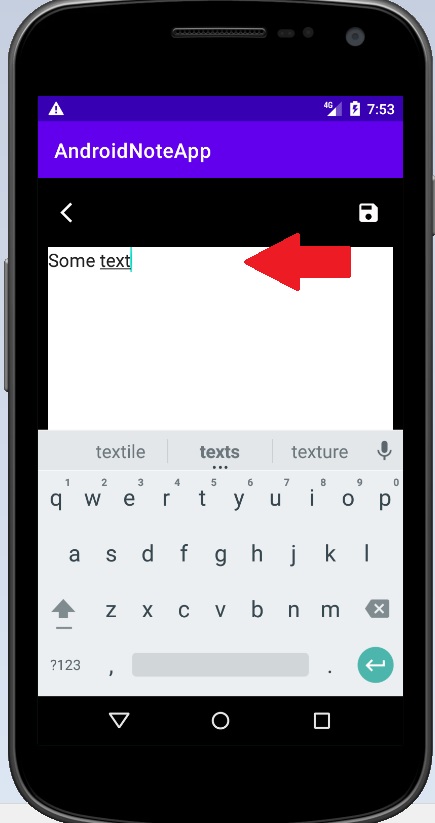 4G 7:53
AndroidNoteApp
Some text
textile texts texture
1 2 3 4 5 6 7 8 9 0
q w e r t y u i o p
a s d f g h j k l
z x c v b n m
?123 , .